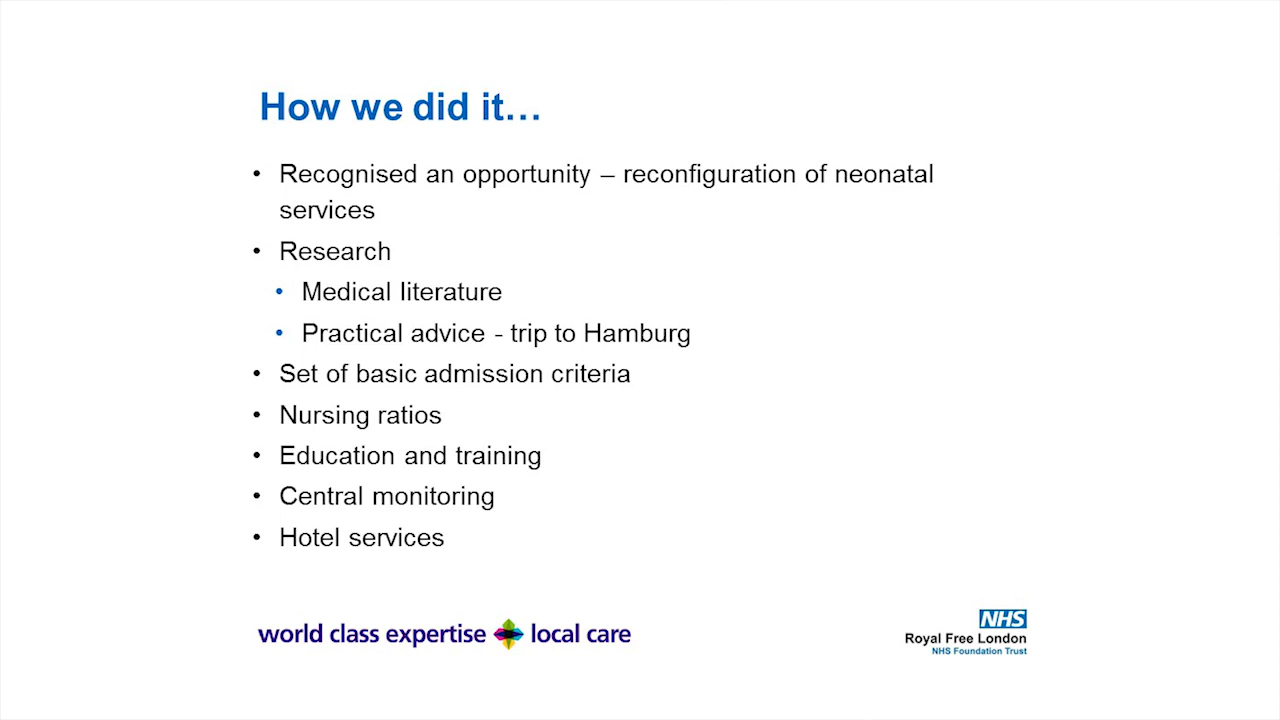 How we did it…
• Recognised an opportunity – reconfiguration of neonatal
services
• Research
• Medical literature
• Practical advice - trip to Hamburg
• Set of basic admission criteria
• Nursing ratios
• Education and training
• Central monitoring
• Hotel services
world class expertise local care
NHS
Royal Free London
NHS Foundation Trust